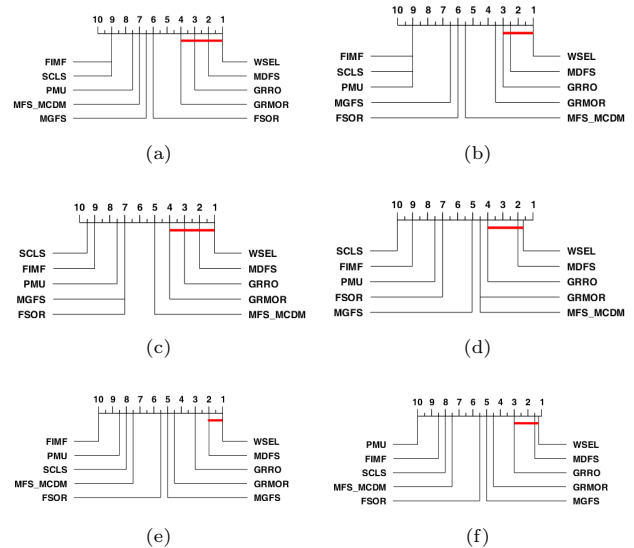 10 9 8 7 6 5 4 3 2 1
FIMF WSEL
SCLS MDFS
PMU GRRO
MFS_MCDM GRMOR
MGFS FSOR
(a)
10 9 8 7 6 5 4 3 2 1
FIMF WSEL
SCLS MDFS
PMU GRRO
MGFS GRMOR
FSOR MFS_MCDM
(b)
10 9 8 7 6 5 4 3 2 1
SCLS WSEL
FIMF MDFS
PMU GRRO
MGFS GRMOR
FSOR MFS_MCDM
(c)
10 9 8 7 6 5 4 3 2 1
SCLS WSEL
FIMF MDFS
PMU GRRO
FSOR GRMOR
MGFS MFS_MCDM
(d)
10 9 8 7 6 5 4 3 2 1
FIMF WSEL
PMU MDFS
SCLS GRRO
MFS_MCDM GRMOR
FSOR MGFS
(e)
10 9 8 7 6 5 4 3 2 1
PMU WSEL
FIMF MDFS
SCLS GRRO
MFS_MCDM GRMOR
FSOR MGFS
(f)